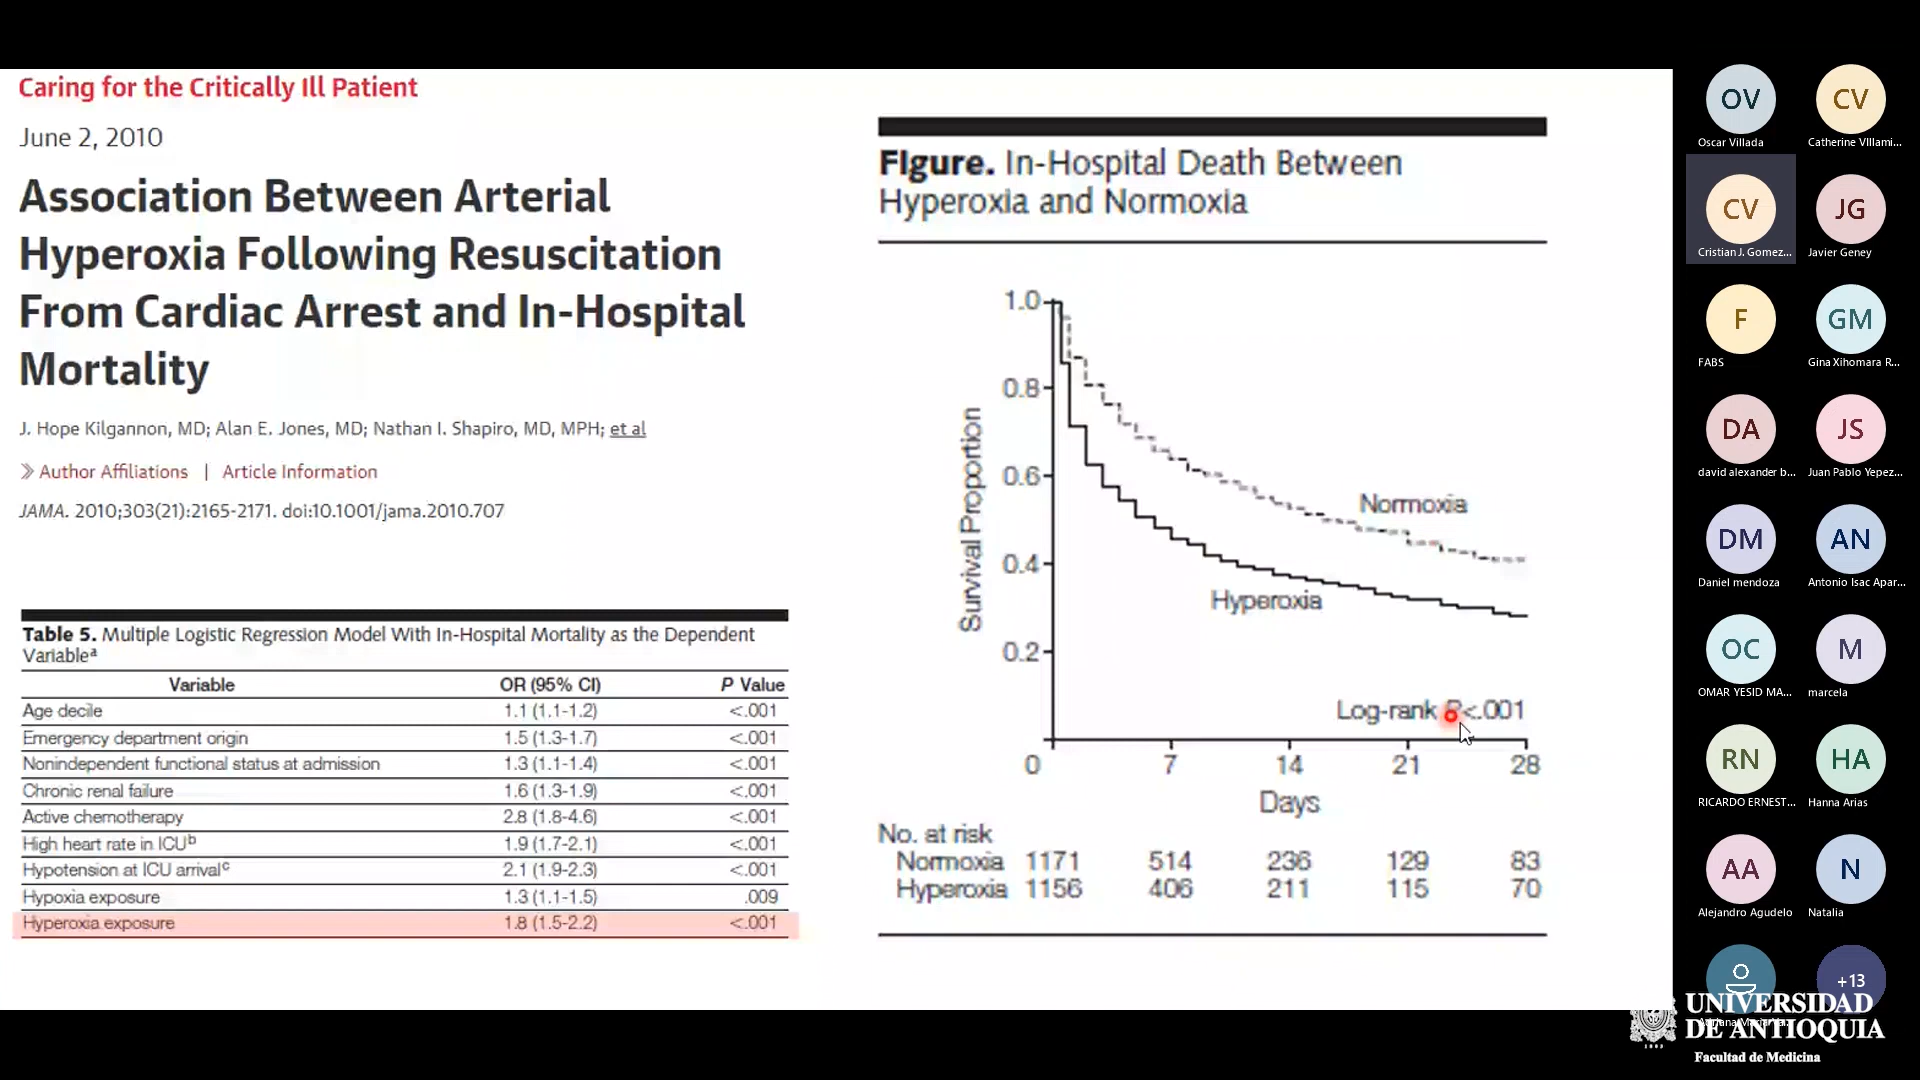 Caring for the Critically Ill Patient
June 2, 2010
Association Between Arterial
Hyperoxia Following Resuscitation
From Cardiac Arrest and In-Hospital
Mortality
J. Hope Kilgannon, MD; Alan E. Jones, MD; Nathan I. Shapiro, MD, MPH; et al
Author Affiliations | Article Information
JAMA. 2010;303(21):2165-2171. doi:10.1001/jama.2010.707
Table 5. Multiple Logistic Regression Model With In-Hospital Mortality as the Dependent
Variableª
Variable OR (95% CI) P Value
Age decile 1.1 (1.1-1.2) <.001
Emergency department origin 1.5 (1.3-1.7) <.001
Nonindependent functional status at admission 1.3 (1.1-1.4) <.001
Chronic renal failure 1.6 (1.3-1.9) <.001
Active chemotherapy 2.8 (1.8-4.6) <.001
High heart rate in ICUᵇ 1.9 (1.7-2.1) <.001
Hypotension at ICU arrivalᶜ 2.1 (1.9-2.3) <.001
Hypoxia exposure 1.3 (1.1-1.5) .009
Hyperoxia exposure 1.8 (1.5-2.2) <.001
Figure. In-Hospital Death Between
Hyperoxia and Normoxia
Survival Proportion
1.0
0.8
0.6
0.4
0.2
Normoxia
Hyperoxia
Log-rank P<.001
0 7 14 21 28
Days
No. at risk
Normoxia 1171 514 236 129 83
Hyperoxia 1156 406 211 115 70
OV CV
Oscar Villada Catherine VIllami...
CV JG
Cristian J. Gomez... Javier Geney
F GM
FABS Gina Xihomara R...
DA JS
david alexander b... Juan Pablo Yepez...
DM AN
Daniel mendoza Antonio Isac Apar...
OC M
OMAR YESID MA... marcela
RN HA
RICARDO ERNEST... Hanna Arias
AA N
Alejandro Agudelo Natalia
+13
UNIVERSIDAD
DE ANTIOQUIA
Facultad de Medicina